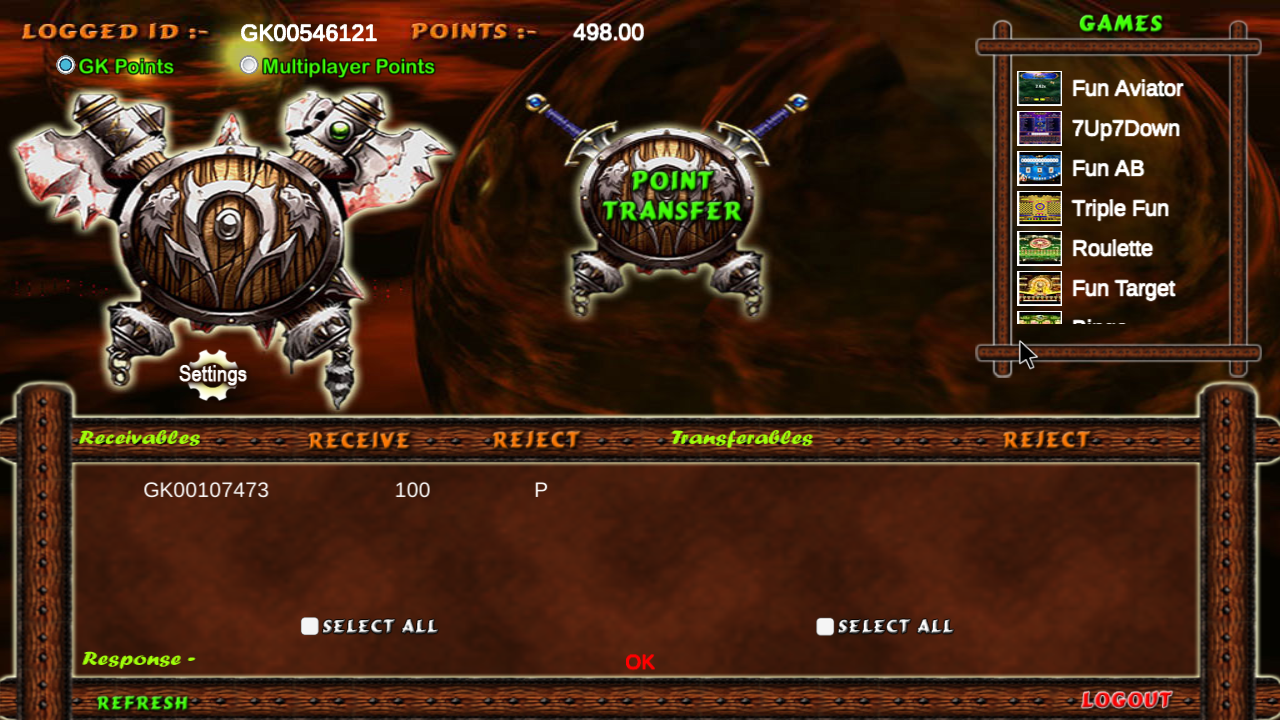 LOGGED ID :- GK00546121 POINTS :- 498.00
GK Points Multiplayer Points
POINT
TRANSFER
Settings
GAMES
Fun Aviator
7Up7Down
Fun AB
Triple Fun
Roulette
Fun Target
Receivables RECEIVE REJECT Transferables REJECT
GK00107473 100 P
SELECT ALL SELECT ALL
Response - OK
REFRESH LOGOUT